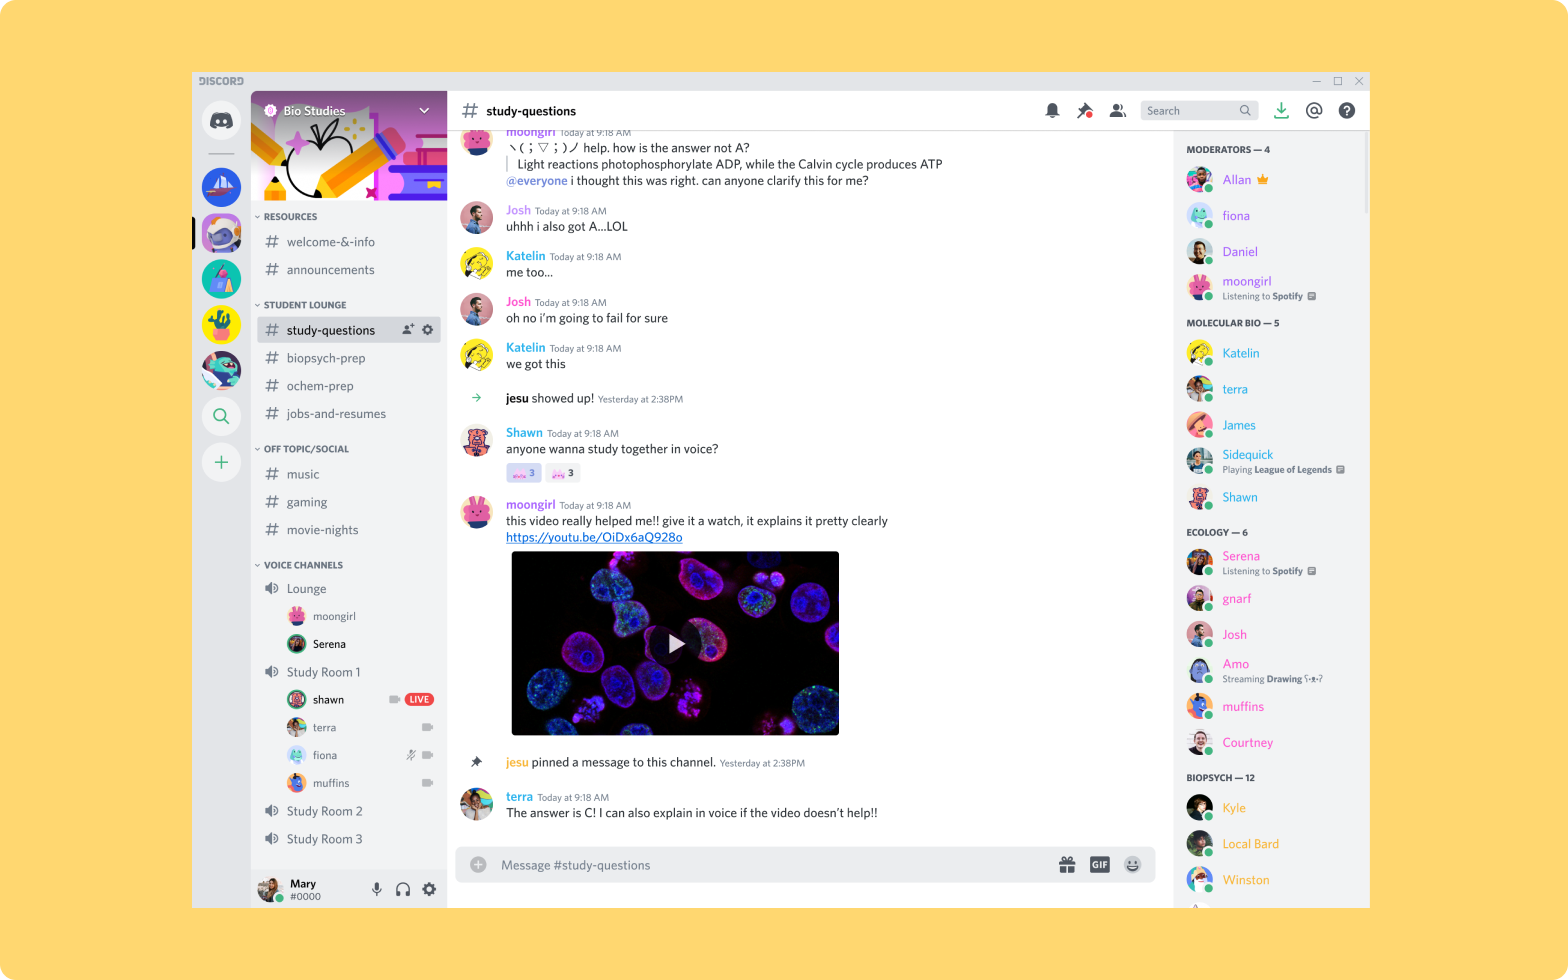 DISCORD
Bio Studies
RESOURCES
welcome-&-info
announcements
STUDENT LOUNGE
study-questions
biopsych-prep
ochem-prep
jobs-and-resumes
OFF TOPIC/SOCIAL
music
gaming
movie-nights
VOICE CHANNELS
Lounge
moongirl
Serena
Study Room 1
shawn LIVE
terra
fiona
muffins
Study Room 2
Study Room 3
Mary
#0000
study-questions
Search
moongirl Today at 9:18 AM
ヽ(；▽；)ノ help. how is the answer not A?
Light reactions photophosphorylate ADP, while the Calvin cycle produces ATP
@everyone i thought this was right. can anyone clarify this for me?
Josh Today at 9:18 AM
uhhh i also got A...LOL
Katelin Today at 9:18 AM
me too...
Josh Today at 9:18 AM
oh no i'm going to fail for sure
Katelin Today at 9:18 AM
we got this
jesu showed up! Yesterday at 2:38PM
Shawn Today at 9:18 AM
anyone wanna study together in voice?
3 3
moongirl Today at 9:18 AM
this video really helped me!! give it a watch, it explains it pretty clearly
https://youtu.be/OiDx6aQ928o
jesu pinned a message to this channel. Yesterday at 2:38PM
terra Today at 9:18 AM
The answer is C! I can also explain in voice if the video doesn't help!!
Message #study-questions
GIF
MODERATORS — 4
Allan
fiona
Daniel
moongirl
Listening to Spotify
MOLECULAR BIO — 5
Katelin
terra
James
Sidequick
Playing League of Legends
Shawn
ECOLOGY — 6
Serena
Listening to Spotify
gnarf
Josh
Amo
Streaming Drawing ʕ•ᴥ•ʔ
muffins
Courtney
BIOPSYCH — 12
Kyle
Local Bard
Winston